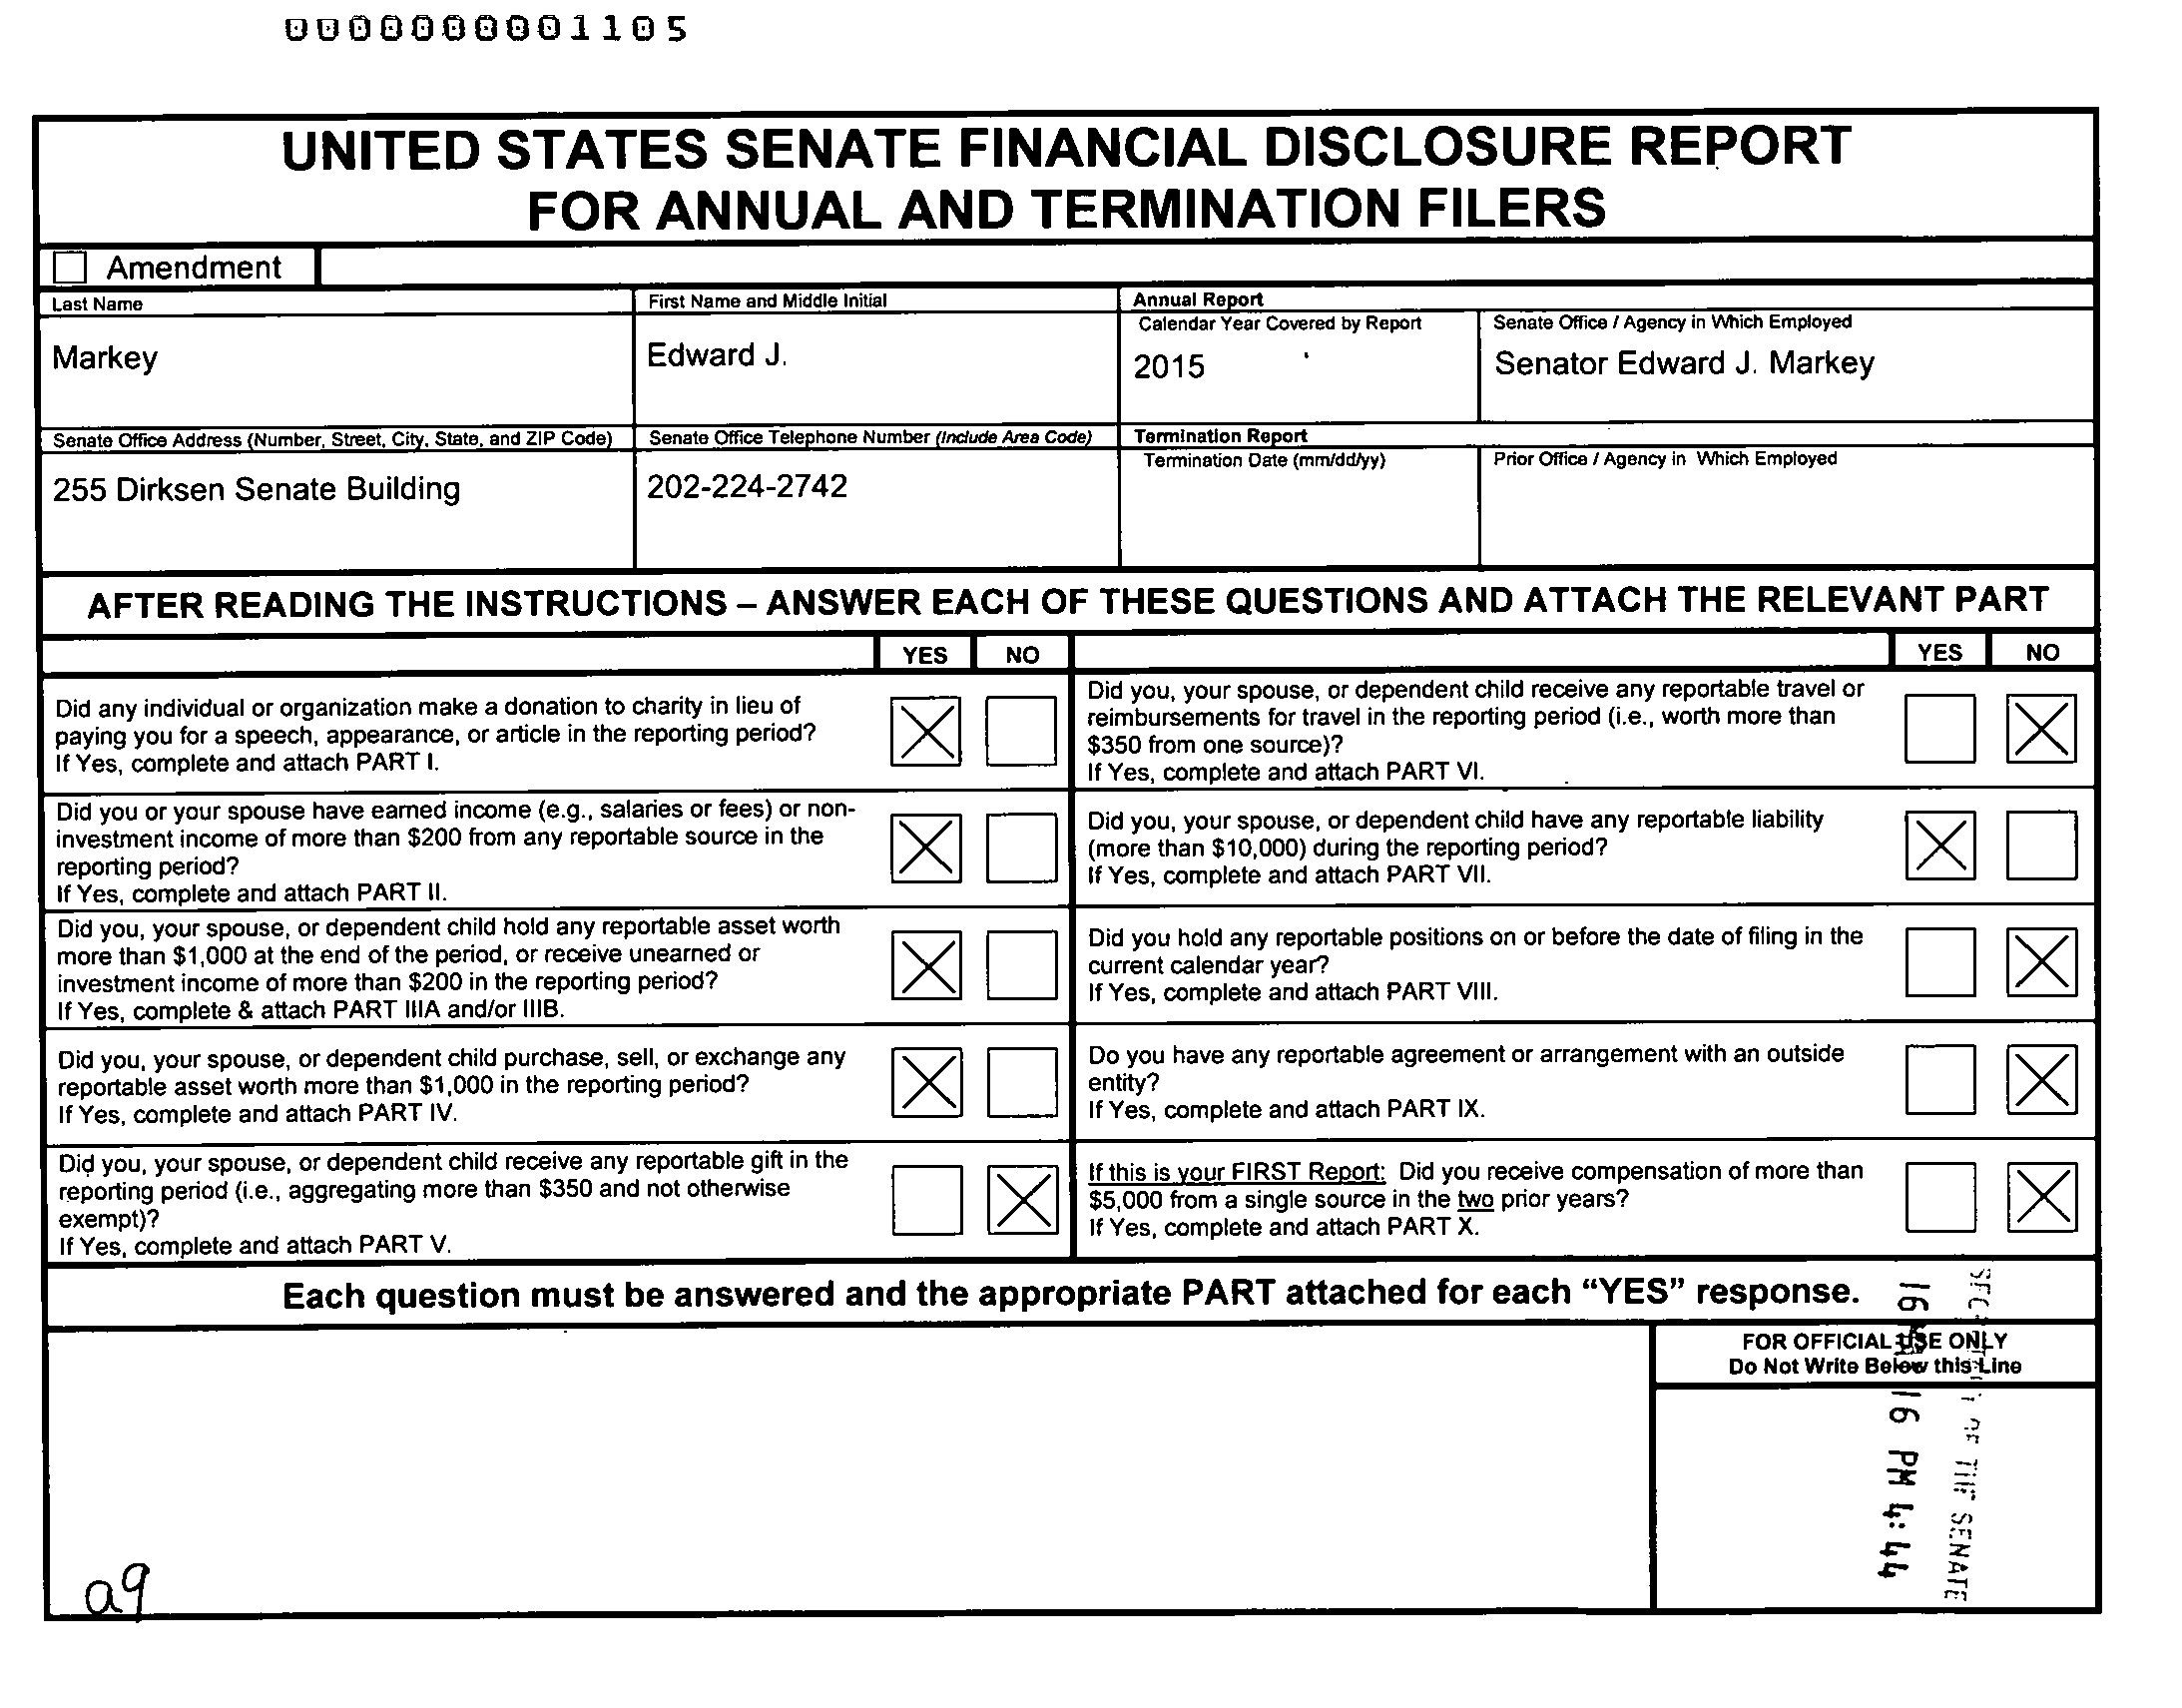 0000000001105
UNITED STATES SENATE FINANCIAL DISCLOSURE REPORT
FOR ANNUAL AND TERMINATION FILERS
Amendment
Last Name
Markey
First Name and Middle Initial
Edward J.
Annual Report
Calendar Year Covered by Report
2015
Senate Office / Agency in Which Employed
Senator Edward J. Markey
Senate Office Address (Number, Street, City, State, and ZIP Code)
255 Dirksen Senate Building
Senate Office Telephone Number (Include Area Code)
202-224-2742
Termination Report
Termination Date (mm/dd/yy)
Prior Office / Agency in Which Employed
AFTER READING THE INSTRUCTIONS – ANSWER EACH OF THESE QUESTIONS AND ATTACH THE RELEVANT PART
YES NO
Did any individual or organization make a donation to charity in lieu of
paying you for a speech, appearance, or article in the reporting period?
If Yes, complete and attach PART I.
Did you or your spouse have earned income (e.g., salaries or fees) or non-
investment income of more than $200 from any reportable source in the
reporting period?
If Yes, complete and attach PART II.
Did you, your spouse, or dependent child hold any reportable asset worth
more than $1,000 at the end of the period, or receive unearned or
investment income of more than $200 in the reporting period?
If Yes, complete & attach PART IIIA and/or IIIB.
Did you, your spouse, or dependent child purchase, sell, or exchange any
reportable asset worth more than $1,000 in the reporting period?
If Yes, complete and attach PART IV.
Did you, your spouse, or dependent child receive any reportable gift in the
reporting period (i.e., aggregating more than $350 and not otherwise
exempt)?
If Yes, complete and attach PART V.
YES NO
Did you, your spouse, or dependent child receive any reportable travel or
reimbursements for travel in the reporting period (i.e., worth more than
$350 from one source)?
If Yes, complete and attach PART VI.
Did you, your spouse, or dependent child have any reportable liability
(more than $10,000) during the reporting period?
If Yes, complete and attach PART VII.
Did you hold any reportable positions on or before the date of filing in the
current calendar year?
If Yes, complete and attach PART VIII.
Do you have any reportable agreement or arrangement with an outside
entity?
If Yes, complete and attach PART IX.
If this is your FIRST Report: Did you receive compensation of more than
$5,000 from a single source in the two prior years?
If Yes, complete and attach PART X.
Each question must be answered and the appropriate PART attached for each “YES” response.
FOR OFFICIAL USE ONLY
Do Not Write Below this Line
OF THE SENATE
16 16 PM 4:44
a9